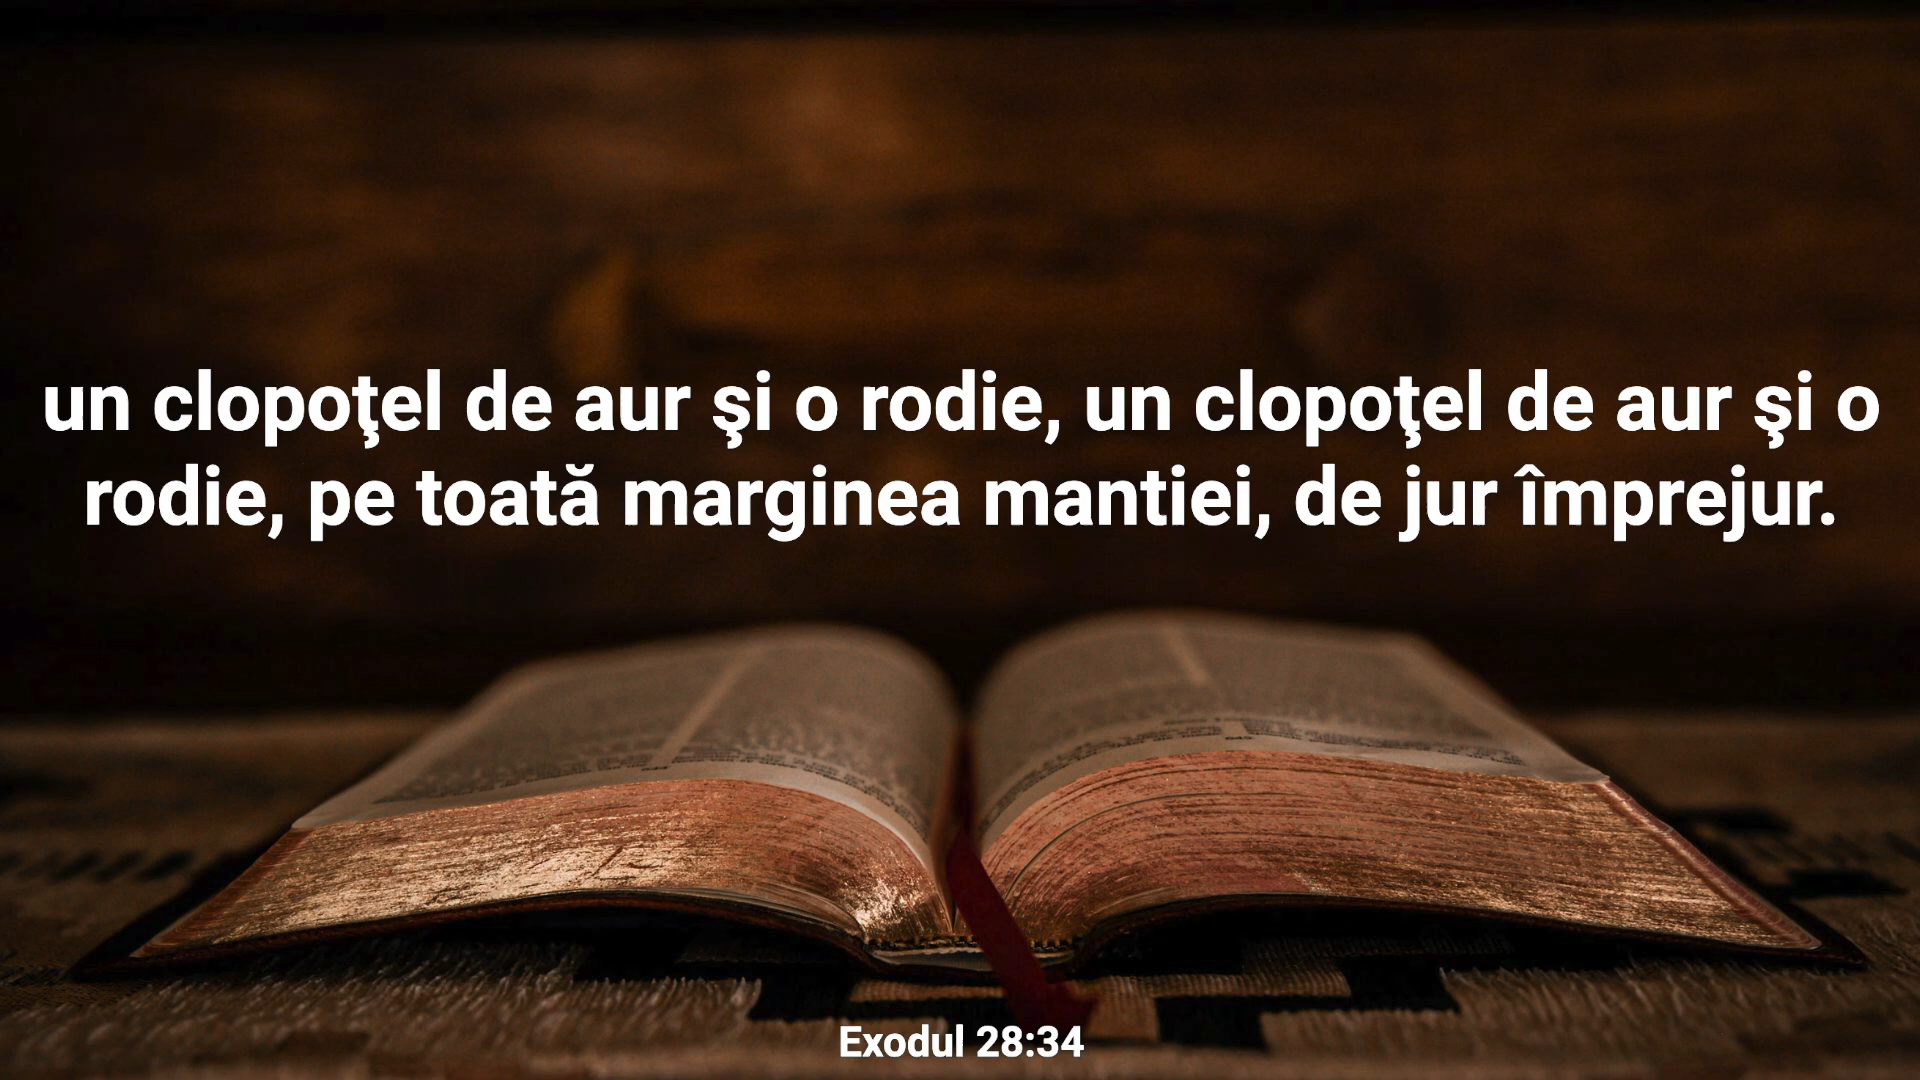 un clopoţel de aur şi o rodie, un clopoţel de aur şi o
rodie, pe toată marginea mantiei, de jur împrejur.
Exodul 28:34